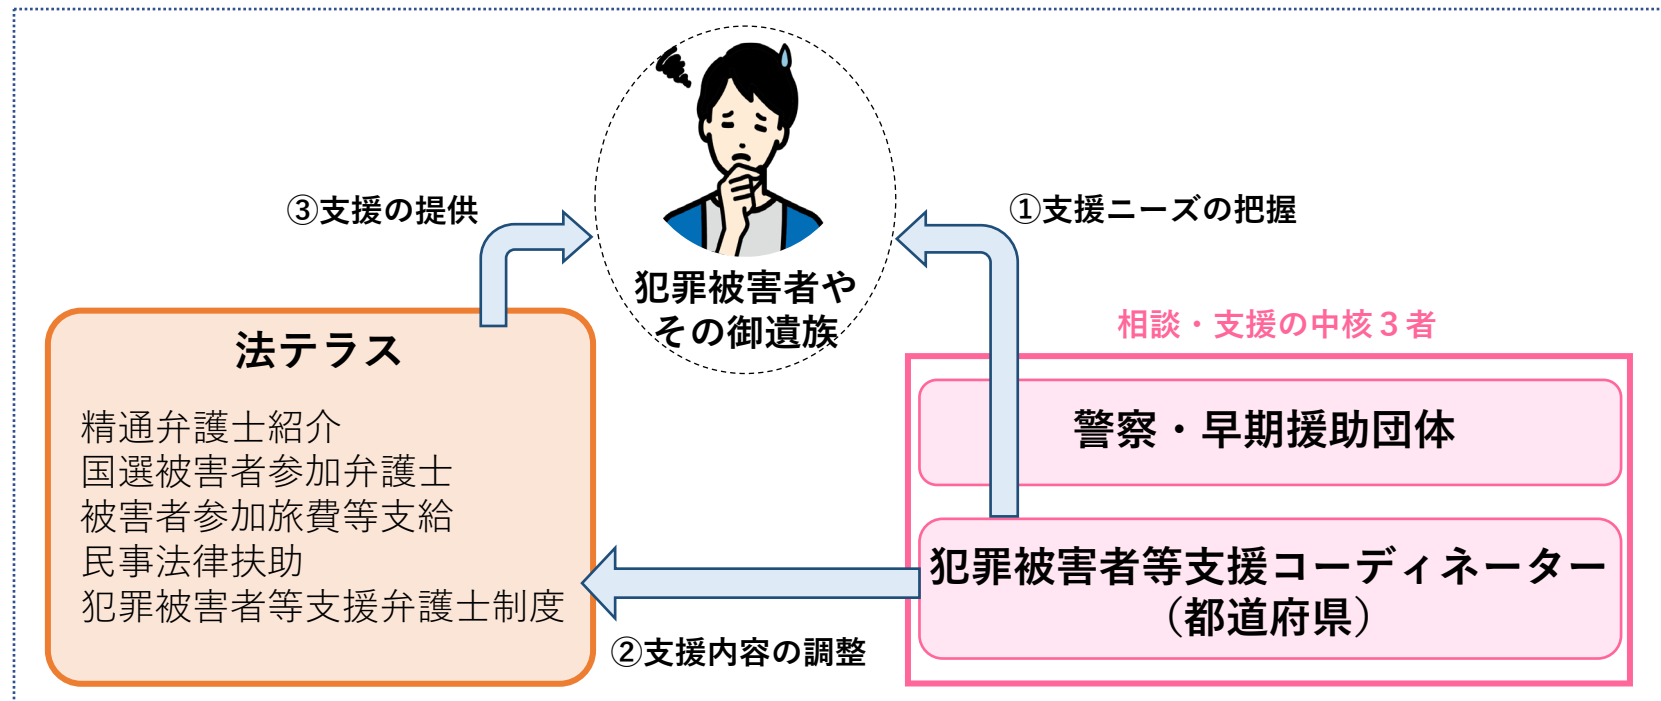 犯罪被害者や
その御遺族
③支援の提供
①支援ニーズの把握
法テラス
精通弁護士紹介
国選被害者参加弁護士
被害者参加旅費等支給
民事法律扶助
犯罪被害者等支援弁護士制度
相談・支援の中核３者
警察・早期援助団体
犯罪被害者等支援コーディネーター
（都道府県）
②支援内容の調整